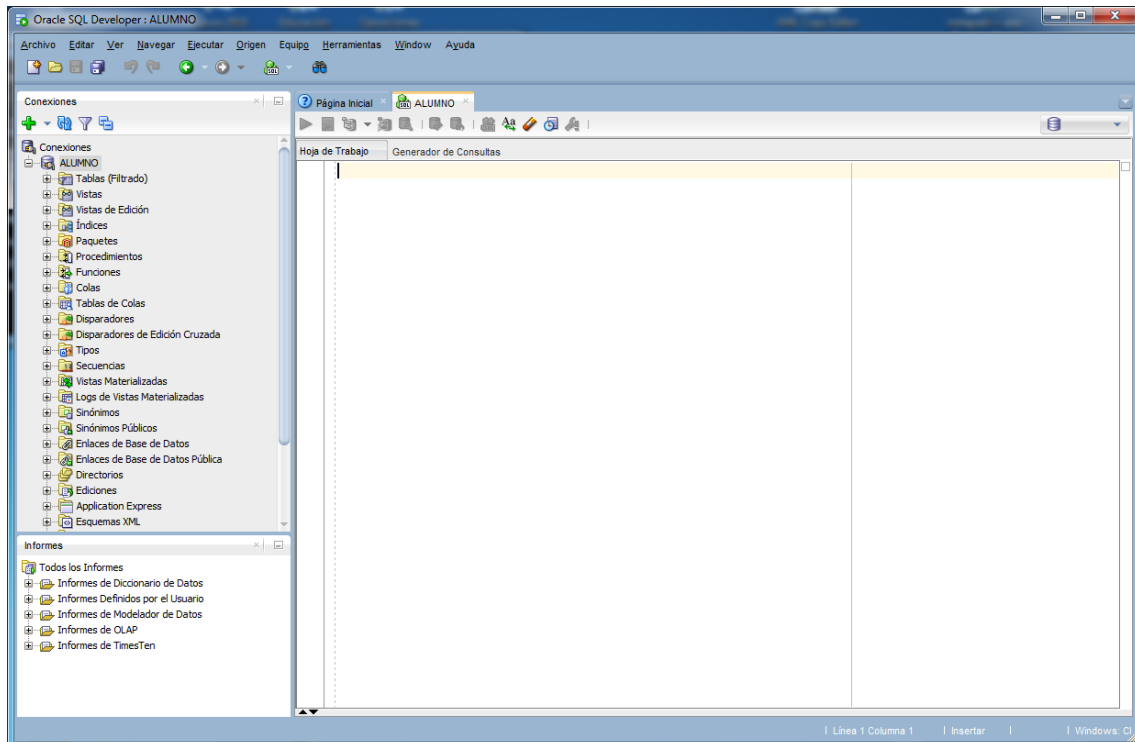 Oracle SQL Developer : ALUMNO
Archivo Editar Ver Navegar Ejecutar Origen Equipo Herramientas Window Ayuda
Conexiones
Conexiones
ALUMNO
Tablas (Filtrado)
Vistas
Vistas de Edición
Índices
Paquetes
Procedimientos
Funciones
Colas
Tablas de Colas
Disparadores
Disparadores de Edición Cruzada
Tipos
Secuencias
Vistas Materializadas
Logs de Vistas Materializadas
Sinónimos
Sinónimos Públicos
Enlaces de Base de Datos
Enlaces de Base de Datos Pública
Directorios
Ediciones
Application Express
Esquemas XML
Informes
Todos los Informes
Informes de Diccionario de Datos
Informes Definidos por el Usuario
Informes de Modelador de Datos
Informes de OLAP
Informes de TimesTen
Página Inicial ALUMNO
Hoja de Trabajo Generador de Consultas
Línea 1 Columna 1 Insertar Windows: Cl